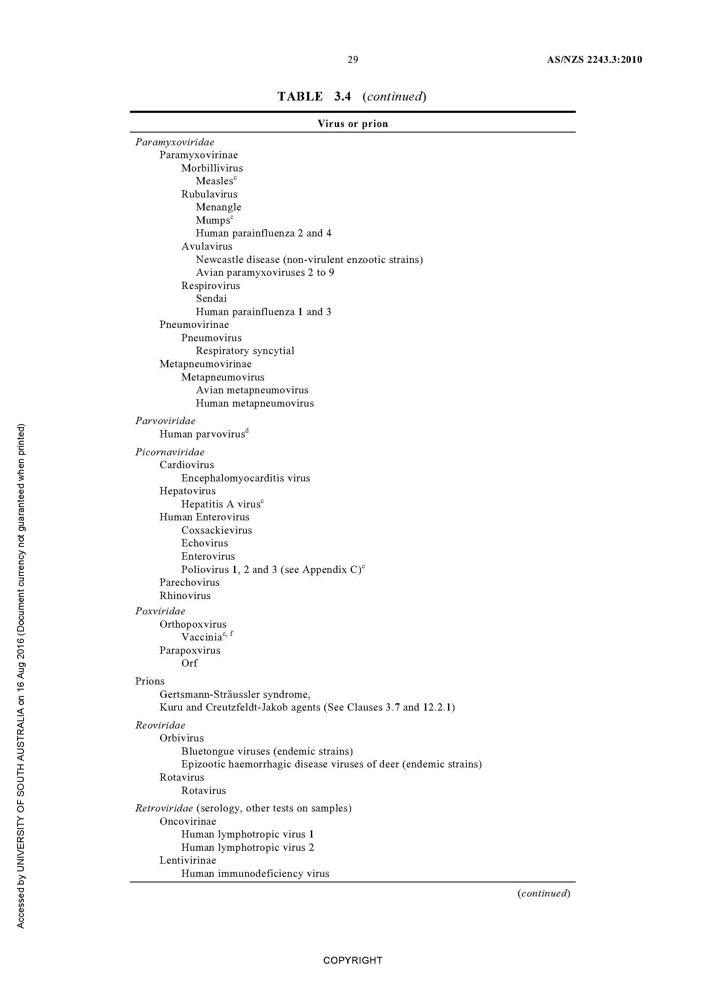 29
AS/NZS 2243.3:2010
TABLE 3.4 (continued)
Virus or prion
Paramyxoviridae
Paramyxovirinae
Morbillivirus
Measlesᶜ
Rubulavirus
Menangle
Mumpsᶜ
Human parainfluenza 2 and 4
Avulavirus
Newcastle disease (non-virulent enzootic strains)
Avian paramyxoviruses 2 to 9
Respirovirus
Sendai
Human parainfluenza 1 and 3
Pneumovirinae
Pneumovirus
Respiratory syncytial
Metapneumovirinae
Metapneumovirus
Avian metapneumovirus
Human metapneumovirus
Parvoviridae
Human parvovirusᵈ
Picornaviridae
Cardiovirus
Encephalomyocarditis virus
Hepatovirus
Hepatitis A virusᶜ
Human Enterovirus
Coxsackievirus
Echovirus
Enterovirus
Poliovirus 1, 2 and 3 (see Appendix C)ᶜ
Parechovirus
Rhinovirus
Poxviridae
Orthopoxvirus
Vacciniaᶜ, ᶠ
Parapoxvirus
Orf
Prions
Gertsmann-Sträussler syndrome,
Kuru and Creutzfeldt-Jakob agents (See Clauses 3.7 and 12.2.1)
Reoviridae
Orbivirus
Bluetongue viruses (endemic strains)
Epizootic haemorrhagic disease viruses of deer (endemic strains)
Rotavirus
Rotavirus
Retroviridae (serology, other tests on samples)
Oncovirinae
Human lymphotropic virus 1
Human lymphotropic virus 2
Lentivirinae
Human immunodeficiency virus
(continued)
Accessed by UNIVERSITY OF SOUTH AUSTRALIA on 16 Aug 2016 (Document currency not guaranteed when printed)
COPYRIGHT